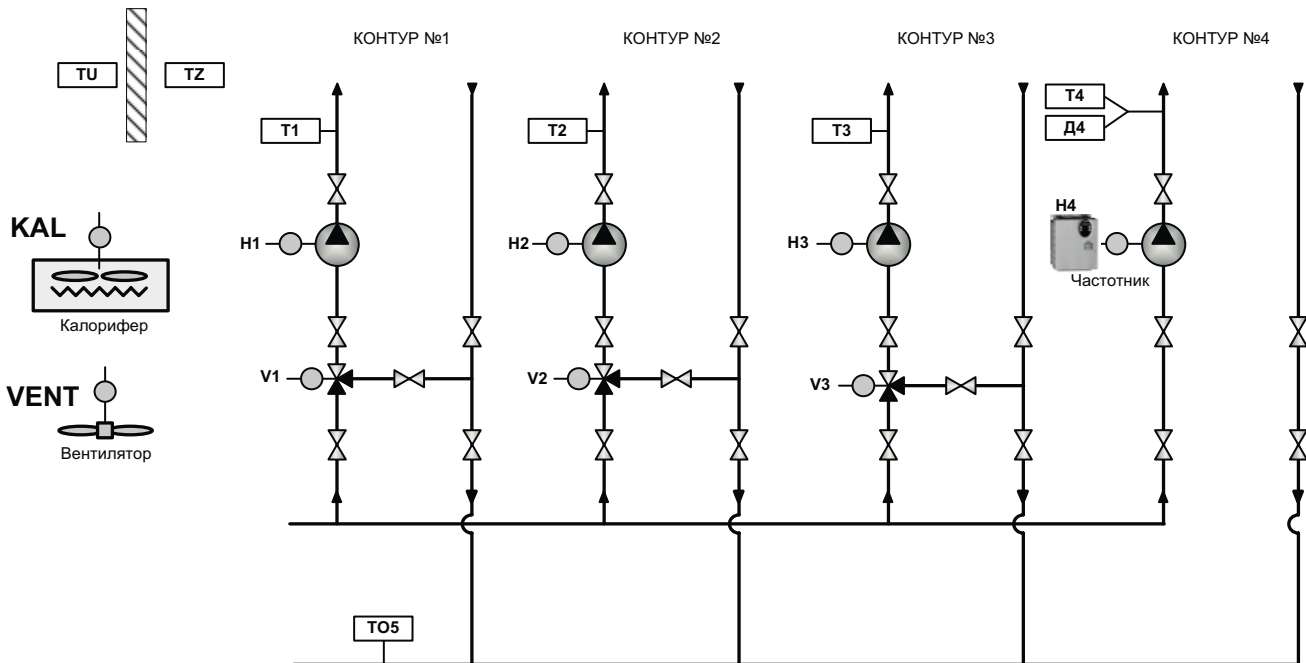 КОНТУР №1
КОНТУР №2
КОНТУР №3
КОНТУР №4
TU
TZ
T1
T2
T3
T4
Д4
KAL
Калорифер
H1
H2
H3
H4
Частотник
VENT
Вентилятор
V1
V2
V3
TO5